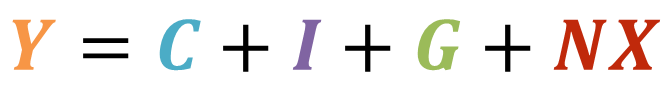 Y = C + I + G + NX